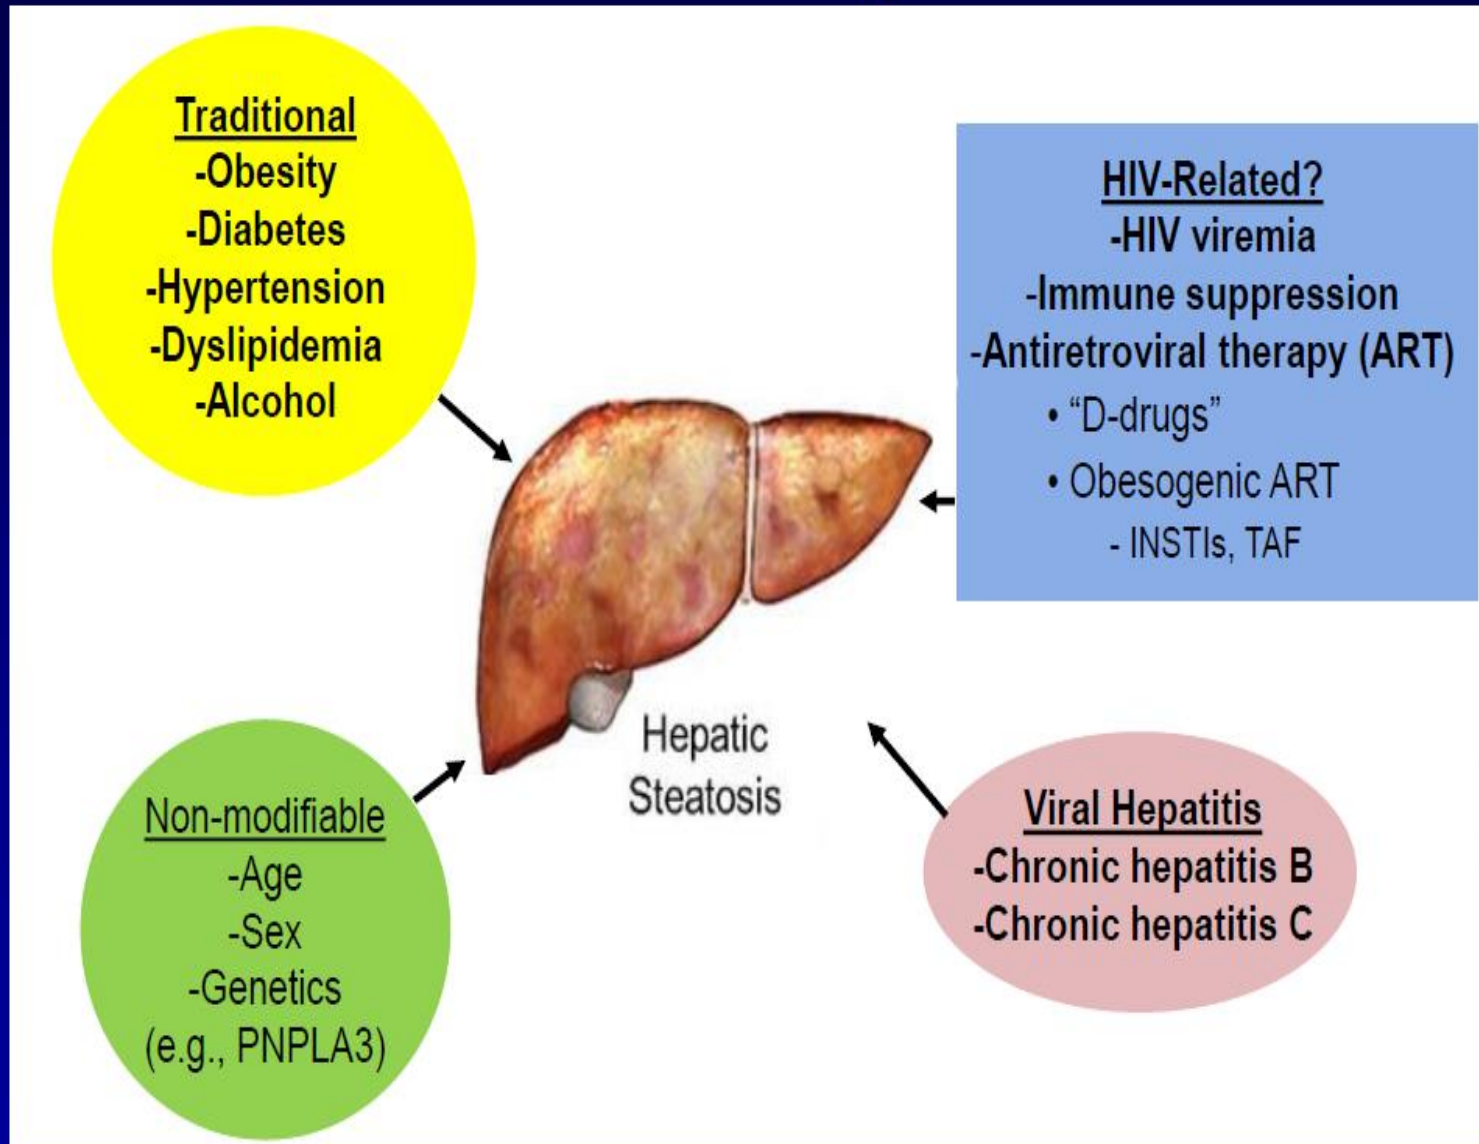 Traditional
-Obesity
-Diabetes
-Hypertension
-Dyslipidemia
-Alcohol
HIV-Related?
-HIV viremia
-Immune suppression
-Antiretroviral therapy (ART)
• “D-drugs”
• Obesogenic ART
- INSTIs, TAF
Hepatic
Steatosis
Non-modifiable
-Age
-Sex
-Genetics
(e.g., PNPLA3)
Viral Hepatitis
-Chronic hepatitis B
-Chronic hepatitis C